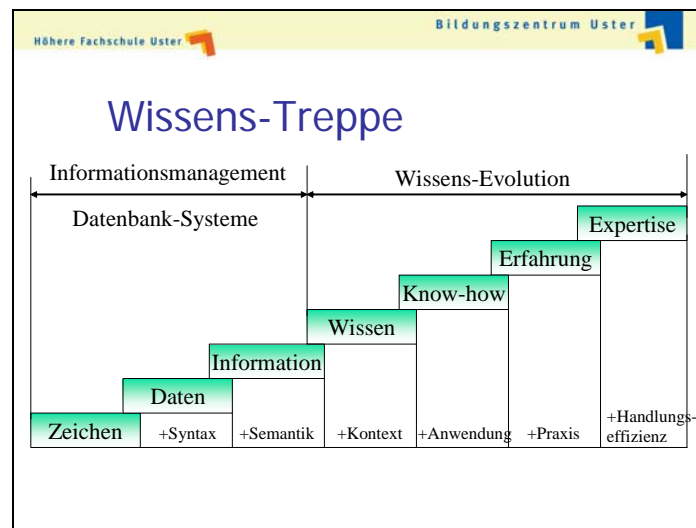 Höhere Fachschule Uster
Bildungszentrum Uster
Wissens-Treppe
Informationsmanagement
Wissens-Evolution
Datenbank-Systeme
Expertise
Erfahrung
Know-how
Wissen
Information
Daten
Zeichen
+Syntax
+Semantik
+Kontext
+Anwendung
+Praxis
+Handlungs-
effizienz